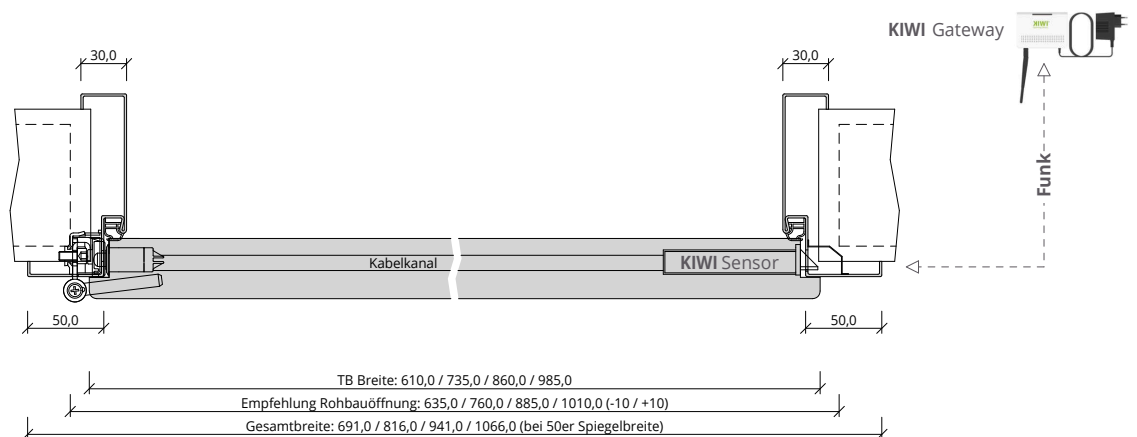 KIWI Gateway
KIWI
30,0
30,0
Funk
Kabelkanal
KIWI Sensor
50,0
50,0
TB Breite: 610,0 / 735,0 / 860,0 / 985,0
Empfehlung Rohbauöffnung: 635,0 / 760,0 / 885,0 / 1010,0 (-10 / +10)
Gesamtbreite: 691,0 / 816,0 / 941,0 / 1066,0 (bei 50er Spiegelbreite)